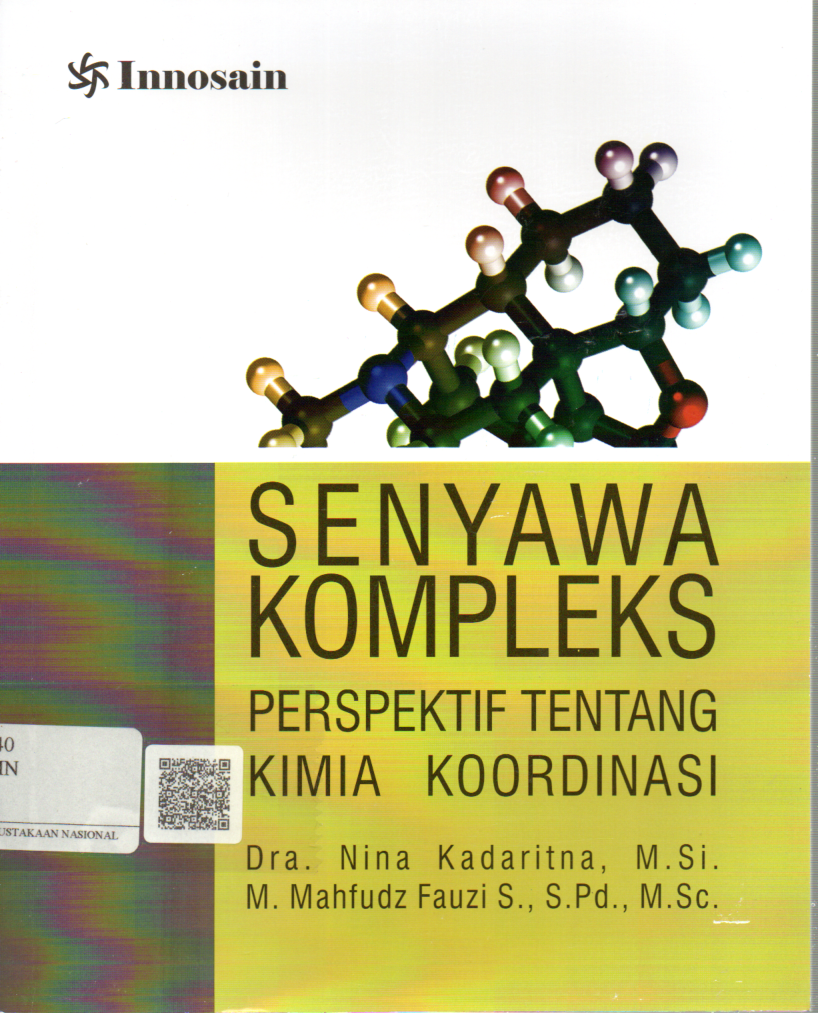 Innosain
SENYAWA
KOMPLEKS
PERSPEKTIF TENTANG
KIMIA KOORDINASI
Dra. Nina Kadaritna, M.Si.
M. Mahfudz Fauzi S., S.Pd., M.Sc.
40
IN
USTAKAAN NASIONAL